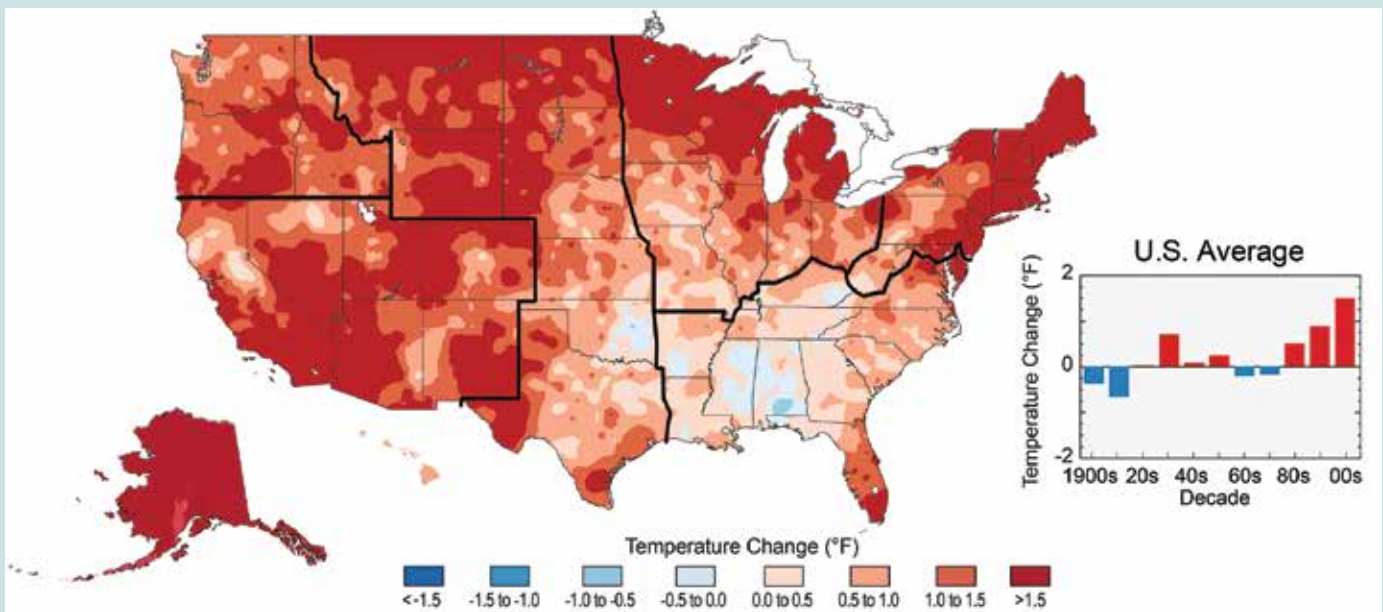 U.S. Average
Temperature Change (°F)
2
0
-2
1900s 20s 40s 60s 80s 00s
Decade
Temperature Change (°F)
<-1.5 -1.5 to -1.0 -1.0 to -0.5 -0.5 to 0.0 0.0 to 0.5 0.5 to 1.0 1.0 to 1.5 >1.5